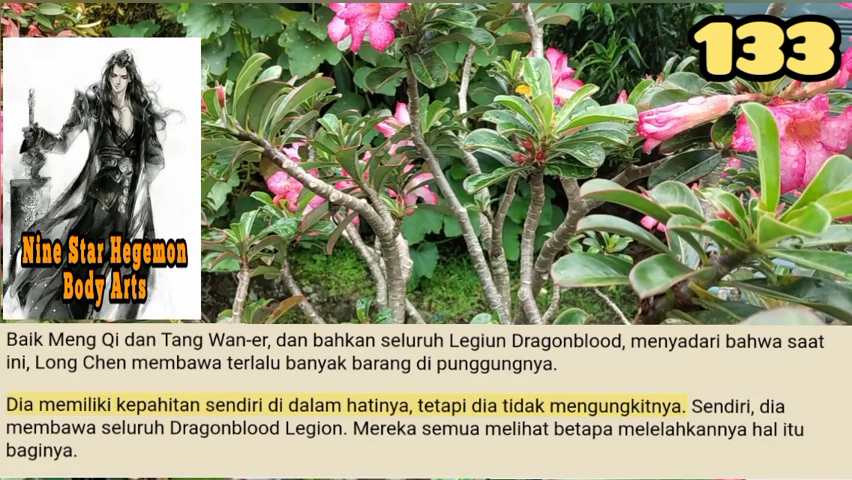 133
Nine Star Hegemon
Body Arts
Baik Meng Qi dan Tang Wan-er, dan bahkan seluruh Legiun Dragonblood, menyadari bahwa saat
ini, Long Chen membawa terlalu banyak barang di punggungnya.
Dia memiliki kepahitan sendiri di dalam hatinya, tetapi dia tidak mengungkitnya. Sendiri, dia
membawa seluruh Dragonblood Legion. Mereka semua melihat betapa melelahkannya hal itu
baginya.